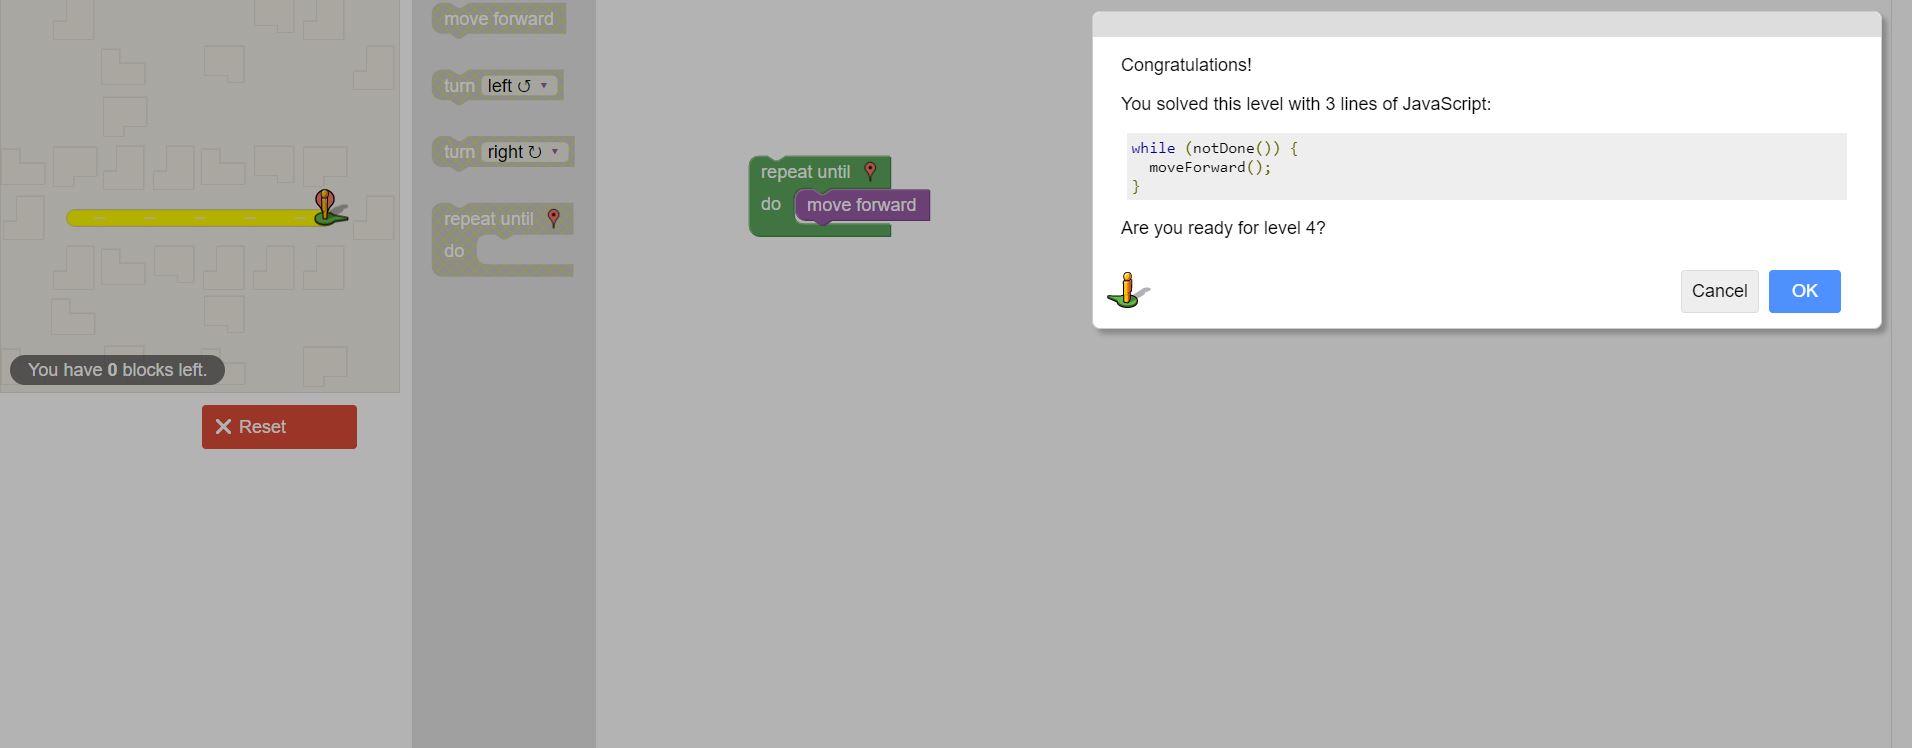 move forward
turn left ↺ ▾
turn right ↻ ▾
repeat until
do
You have 0 blocks left.
Reset
repeat until
do move forward
Congratulations!
You solved this level with 3 lines of JavaScript:
while (notDone()) {
  moveForward();
}
Are you ready for level 4?
Cancel OK